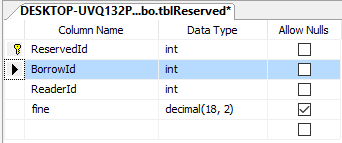 DESKTOP-UVQ132P...bo.tblReserved*
Column Name Data Type Allow Nulls
ReservedId int
BorrowId int
ReaderId int
fine decimal(18, 2)